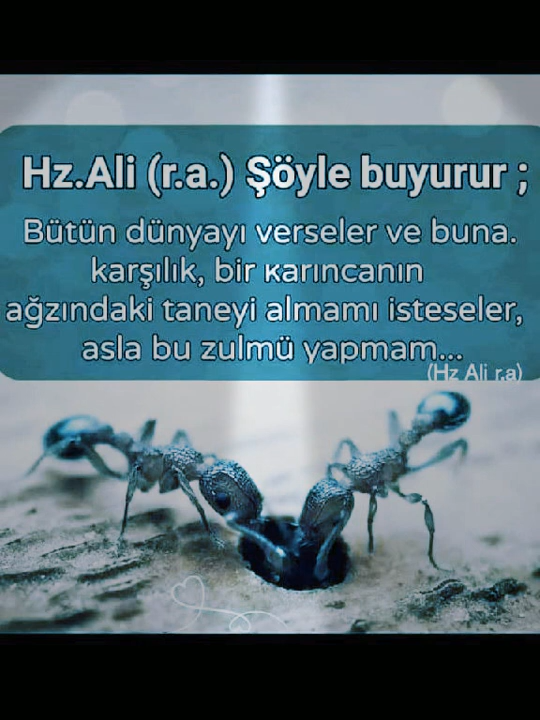 Hz.Ali (r.a.) Şöyle buyurur ;
Bütün dünyayı verseler ve buna.
karşılık, bir karıncanın
ağzındaki taneyi almamı isteseler,
asla bu zulmü yapmam...
(Hz Ali r.a)